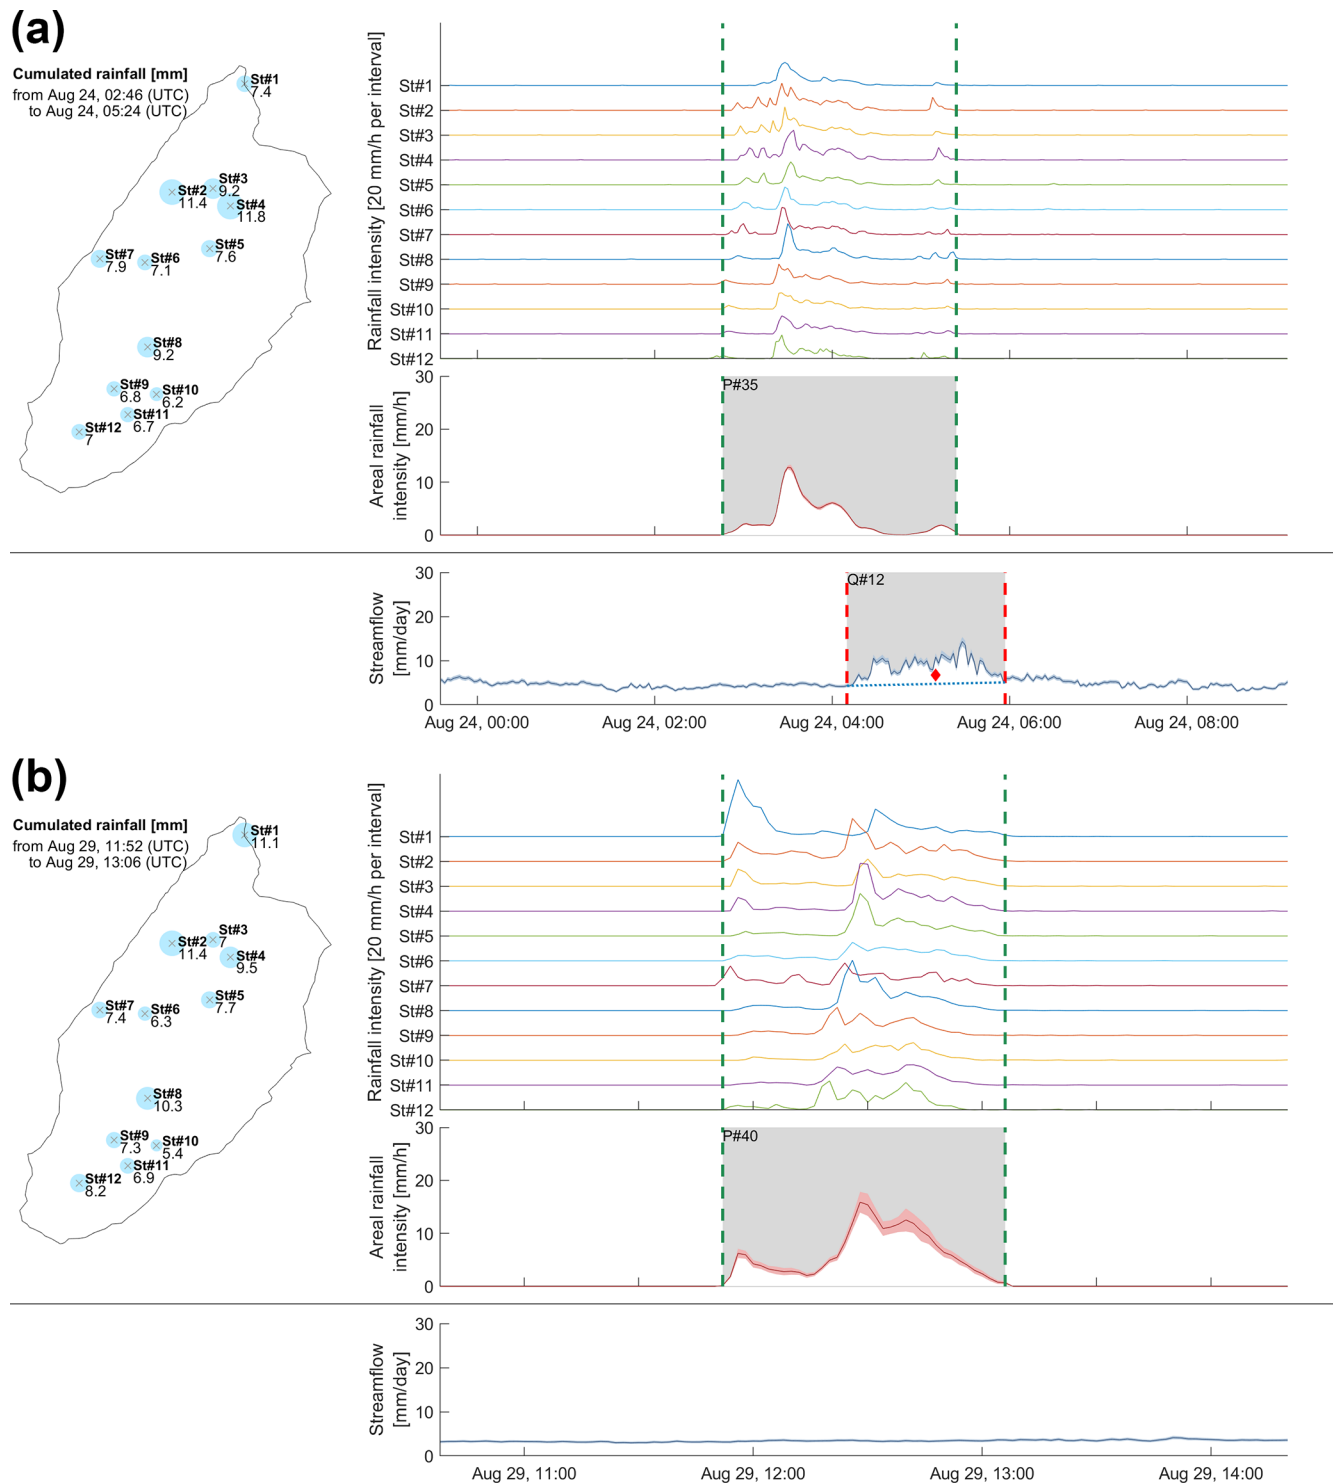 (a)
Cumulated rainfall [mm]
from Aug 24, 02:46 (UTC)
to Aug 24, 05:24 (UTC)
St#1
7.4
St#2
11.4
St#3
9.2
St#4
11.8
St#5
7.6
St#6
7.1
St#7
7.9
St#8
9.2
St#9
6.8
St#10
6.2
St#11
6.7
St#12
7
Rainfall intensity [20 mm/h per interval]
St#1
St#2
St#3
St#4
St#5
St#6
St#7
St#8
St#9
St#10
St#11
St#12
Areal rainfall
intensity [mm/h]
30
20
10
0
P#35
Streamflow
[mm/day]
30
20
10
0
Q#12
Aug 24, 00:00
Aug 24, 02:00
Aug 24, 04:00
Aug 24, 06:00
Aug 24, 08:00
(b)
Cumulated rainfall [mm]
from Aug 29, 11:52 (UTC)
to Aug 29, 13:06 (UTC)
St#1
11.1
St#2
11.4
St#3
7
St#4
9.5
St#5
7.7
St#6
6.3
St#7
7.4
St#8
10.3
St#9
7.3
St#10
5.4
St#11
6.9
St#12
8.2
Rainfall intensity [20 mm/h per interval]
St#1
St#2
St#3
St#4
St#5
St#6
St#7
St#8
St#9
St#10
St#11
St#12
Areal rainfall
intensity [mm/h]
30
20
10
0
P#40
Streamflow
[mm/day]
30
20
10
0
Aug 29, 11:00
Aug 29, 12:00
Aug 29, 13:00
Aug 29, 14:00